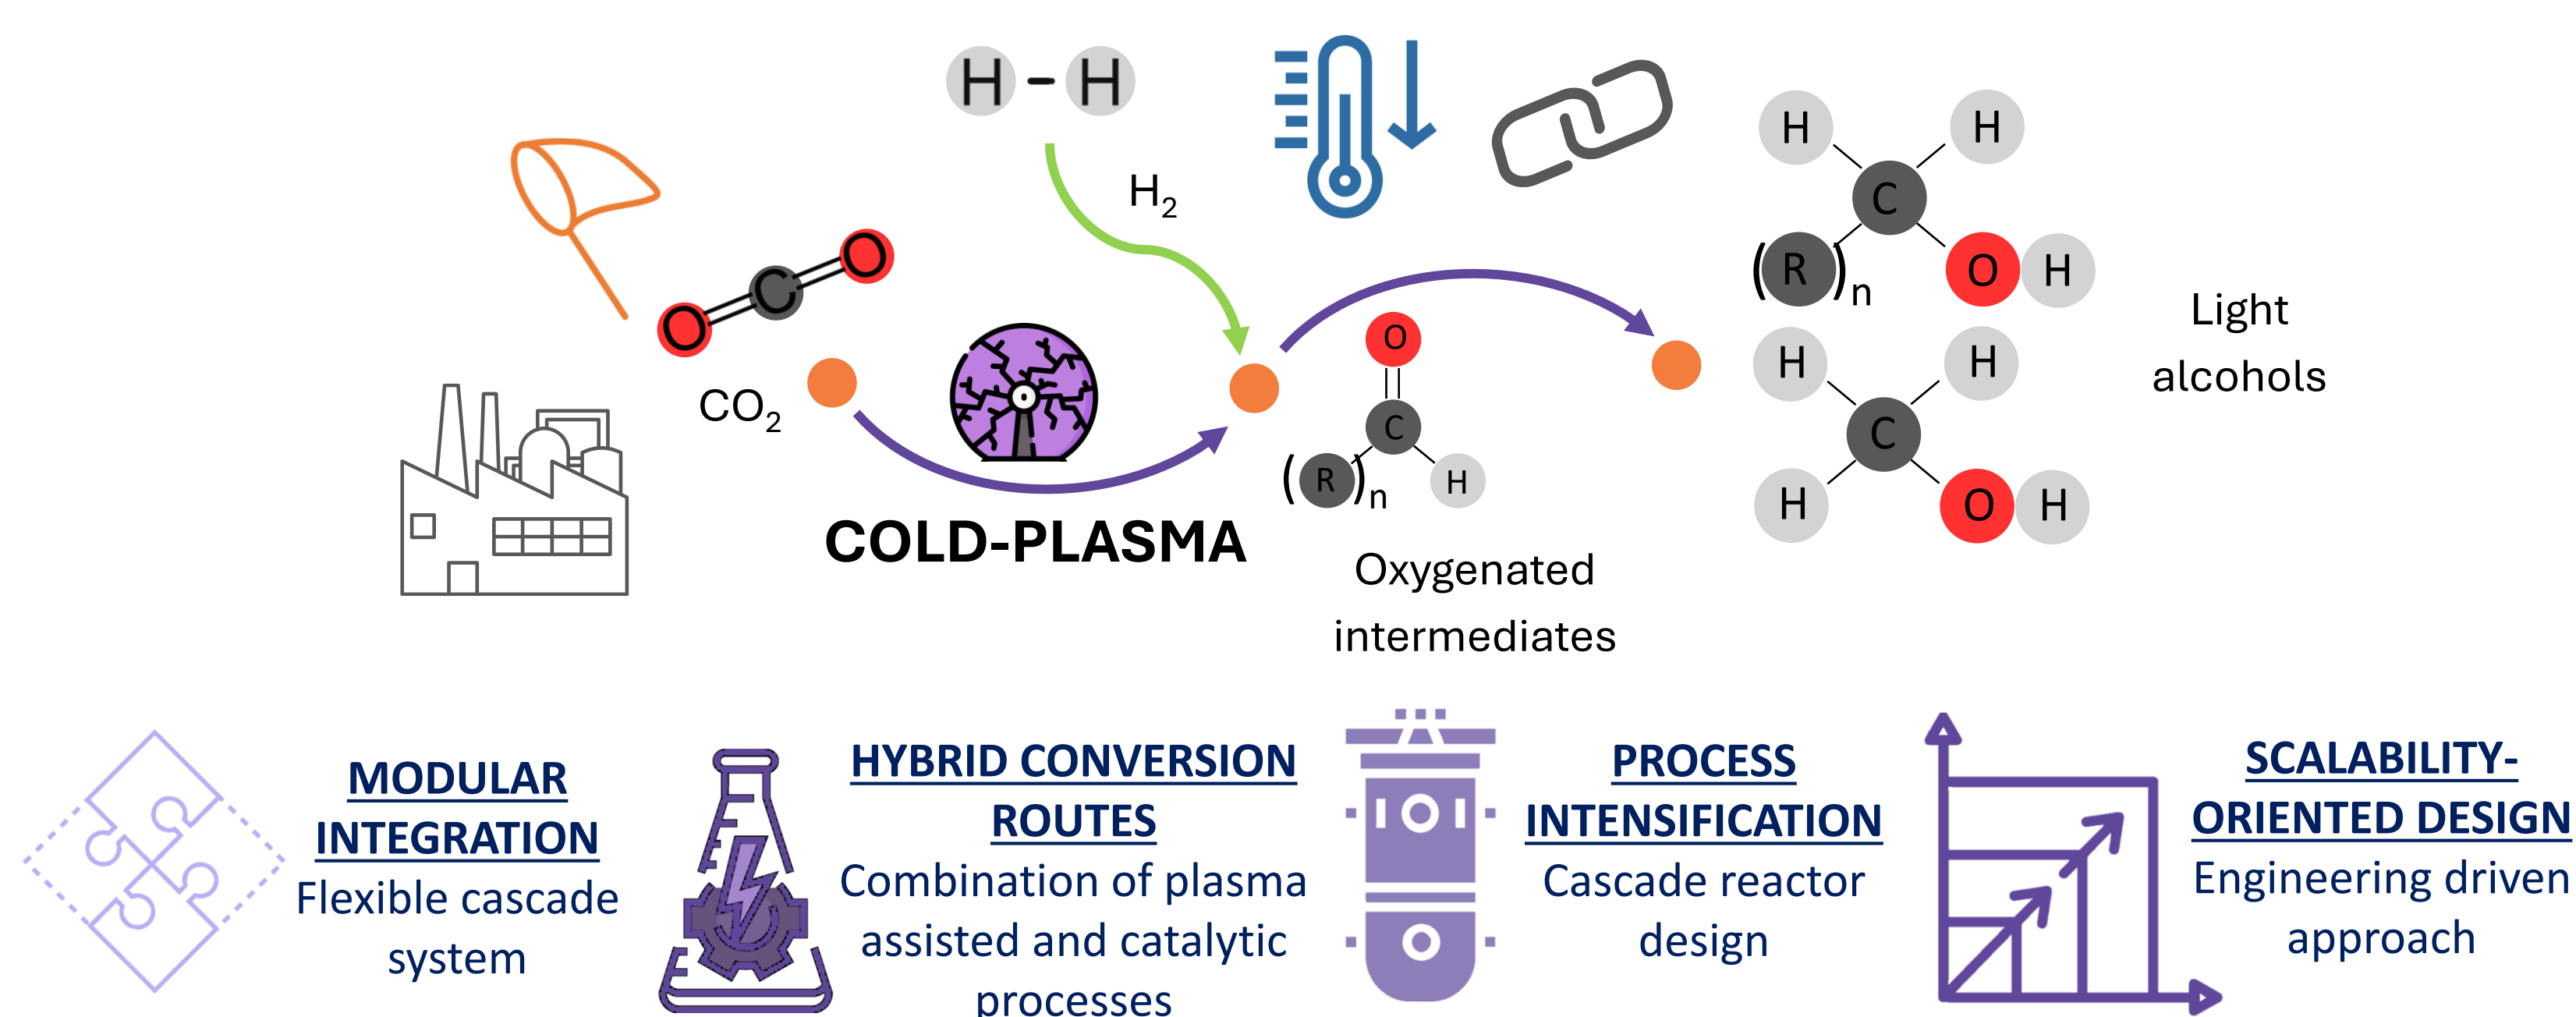 H - H
H₂
O
C
O
CO₂
COLD-PLASMA
O
C
(R)n
H
Oxygenated
intermediates
H
H
C
(R)n
O
H
H
H
C
H
O
H
Light
alcohols
MODULAR
INTEGRATION
Flexible cascade
system
HYBRID CONVERSION
ROUTES
Combination of plasma
assisted and catalytic
processes
PROCESS
INTENSIFICATION
Cascade reactor
design
SCALABILITY-
ORIENTED DESIGN
Engineering driven
approach